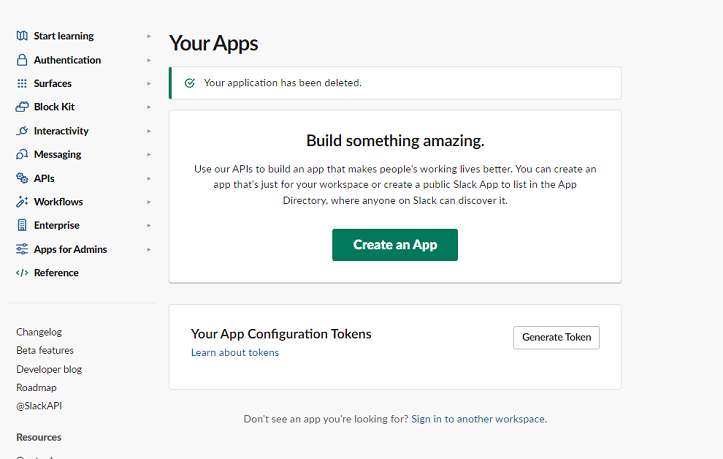 Start learning
Authentication
Surfaces
Block Kit
Interactivity
Messaging
APIs
Workflows
Enterprise
Apps for Admins
Reference
Changelog
Beta features
Developer blog
Roadmap
@SlackAPI
Resources
Your Apps
Your application has been deleted.
Build something amazing.
Use our APIs to build an app that makes people's working lives better. You can create an
app that's just for your workspace or create a public Slack App to list in the App
Directory, where anyone on Slack can discover it.
Create an App
Your App Configuration Tokens
Generate Token
Learn about tokens
Don't see an app you're looking for? Sign in to another workspace.